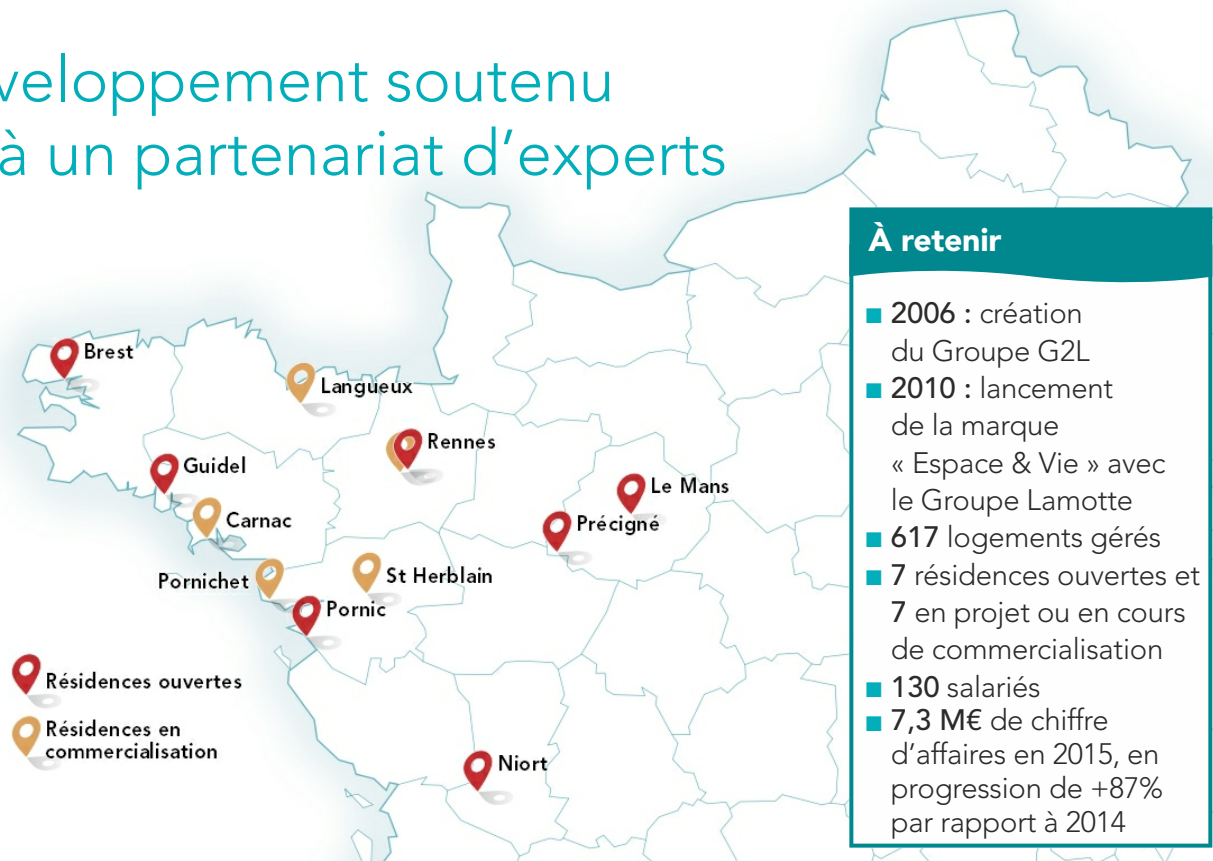 veloppement soutenu
à un partenariat d'experts
À retenir
■ 2006 : création
du Groupe G2L
■ 2010 : lancement
de la marque
« Espace & Vie » avec
le Groupe Lamotte
■ 617 logements gérés
■ 7 résidences ouvertes et
7 en projet ou en cours
de commercialisation
■ 130 salariés
■ 7,3 M€ de chiffre
d'affaires en 2015, en
progression de +87%
par rapport à 2014
Brest
Langueux
Rennes
Guidel
Le Mans
Carnac
Précigné
Pornichet
St Herblain
Pornic
Résidences ouvertes
Résidences en
commercialisation
Niort